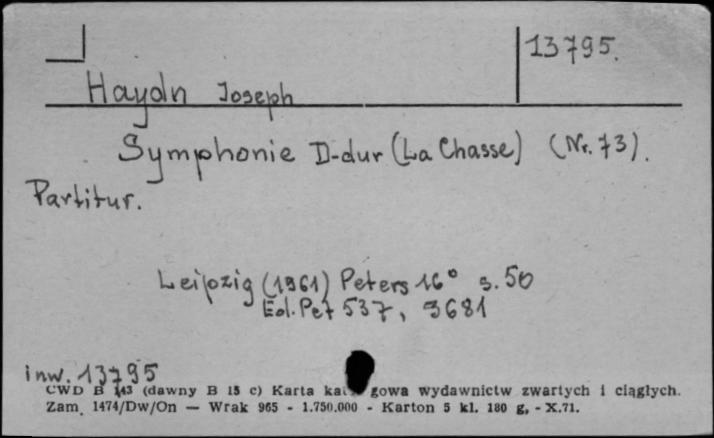 13795.
Haydn Joseph
Symphonie D-dur (La Chasse) (Nr. 73).
Partitur.
Leipzig (1961) Peters 16° s. 50
Ed. Pet 537, 3681
inw. 13795
CWD B 143 (dawny B 15 c) Karta gowa wydawnictw zwartych i ciągłych.
Zam. 1474/Dw/On — Wrak 965 - 1.750.000 - Karton 5 kl. 180 g, - X.71.